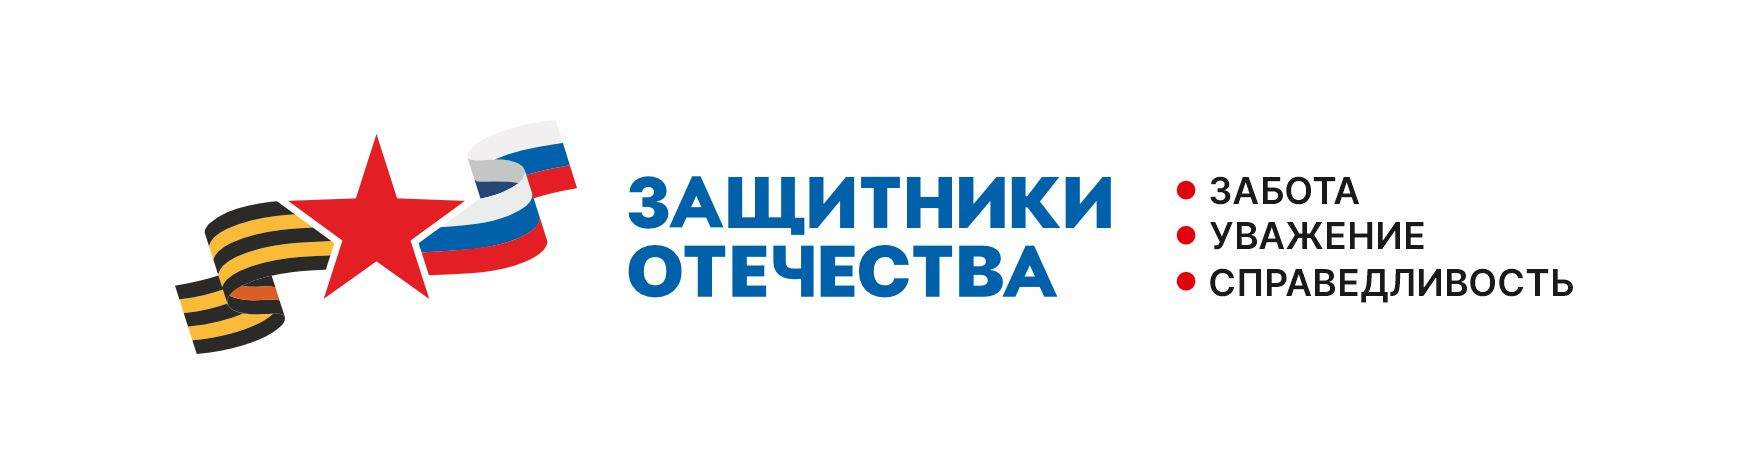 ЗАЩИТНИКИ
ОТЕЧЕСТВА
• ЗАБОТА
• УВАЖЕНИЕ
• СПРАВЕДЛИВОСТЬ